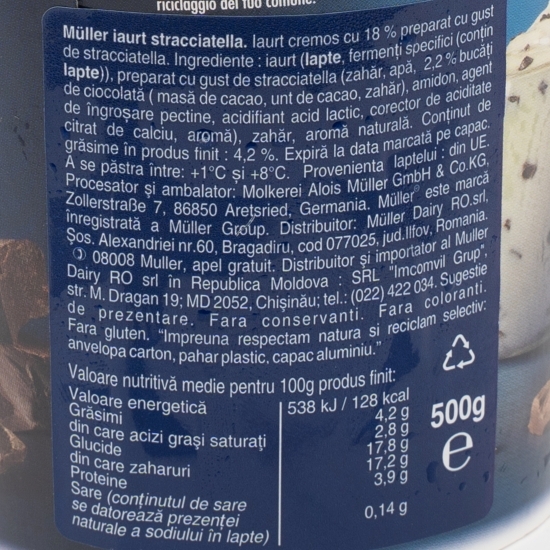 riciclaggio del tuo comune.
Müller iaurt stracciatella. Iaurt cremos cu 18 % preparat cu gust
de stracciatella. Ingrediente : iaurt (lapte, fermenți specifici (conțin
lapte)), preparat cu gust de stracciatella (zahăr, apă, 2,2 % bucăți
de ciocolată ( masă de cacao, unt de cacao, zahăr), amidon, agent
de îngroșare pectine, acidifiant acid lactic, corector de aciditate
citrat de calciu, aromă), zahăr, aromă naturală. Conținut de
grăsime în produs finit : 4,2 %. Expiră la data marcată pe capac.
A se păstra între: +1°C și +8°C. Provenienta laptelui : din UE.
Procesator și ambalator: Molkerei Alois Müller GmbH & Co.KG,
Zollerstraße 7, 86850 Aretsried, Germania. Müller® este marcă
înregistrată a Müller Group. Distribuitor: Müller Dairy RO.srl,
Șos. Alexandriei nr.60, Bragadiru, cod 077025, jud.Ilfov, Romania.
08008 Muller, apel gratuit. Distribuitor și importator al Muller
Dairy RO srl în Republica Moldova : SRL "Imcomvil Grup",
str. M. Dragan 19; MD 2052, Chișinău; tel.: (022) 422 034. Sugestie
de prezentare. Fara conservanti. Fara coloranti.
Fara gluten. "Impreuna respectam natura si reciclam selectiv:
anvelopa carton, pahar plastic, capac aluminiu."
Valoare nutritivă medie pentru 100g produs finit:
Valoare energetică 538 kJ / 128 kcal
Grăsimi 4,2 g
din care acizi grași saturați 2,8 g
Glucide 17,8 g
din care zaharuri 17,2 g
Proteine 3,9 g
Sare (conținutul de sare
se datorează prezenței
naturale a sodiului în lapte) 0,14 g
500g
e